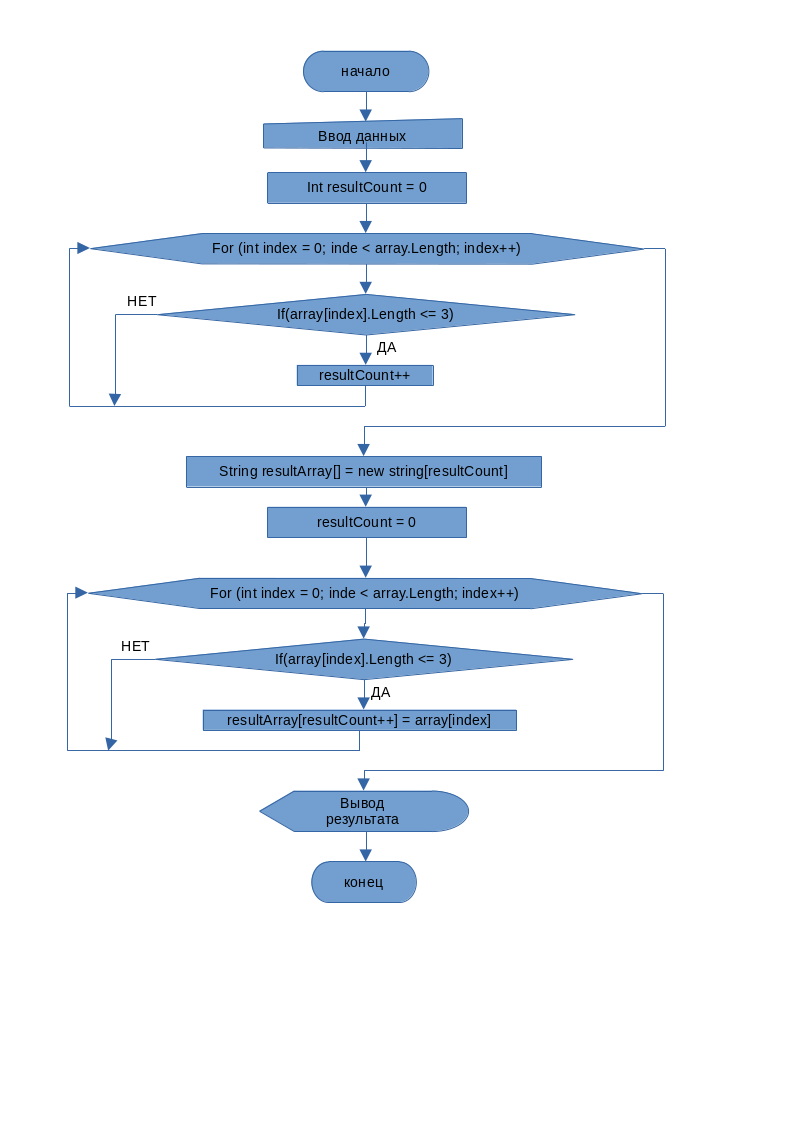 начало
Ввод данных
Int resultCount = 0
For (int index = 0; inde < array.Length; index++)
НЕТ
If(array[index].Length <= 3)
ДА
resultCount++
String resultArray[] = new string[resultCount]
resultCount = 0
For (int index = 0; inde < array.Length; index++)
НЕТ
If(array[index].Length <= 3)
ДА
resultArray[resultCount++] = array[index]
Вывод
результата
конец